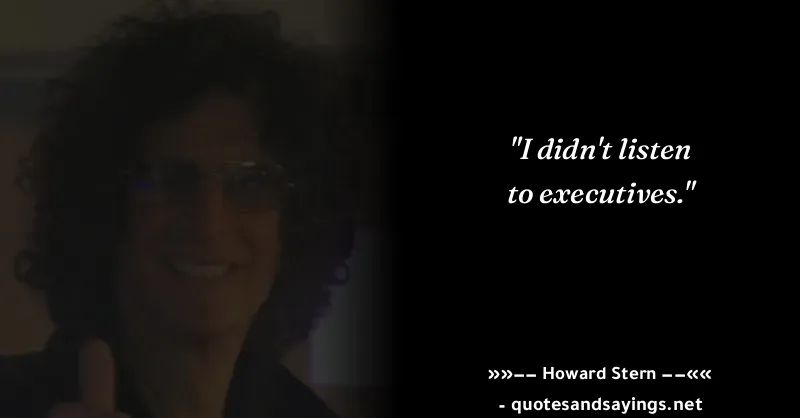 "I didn't listen
to executives."
»»–– Howard Stern ––««
- quotesandsayings.net